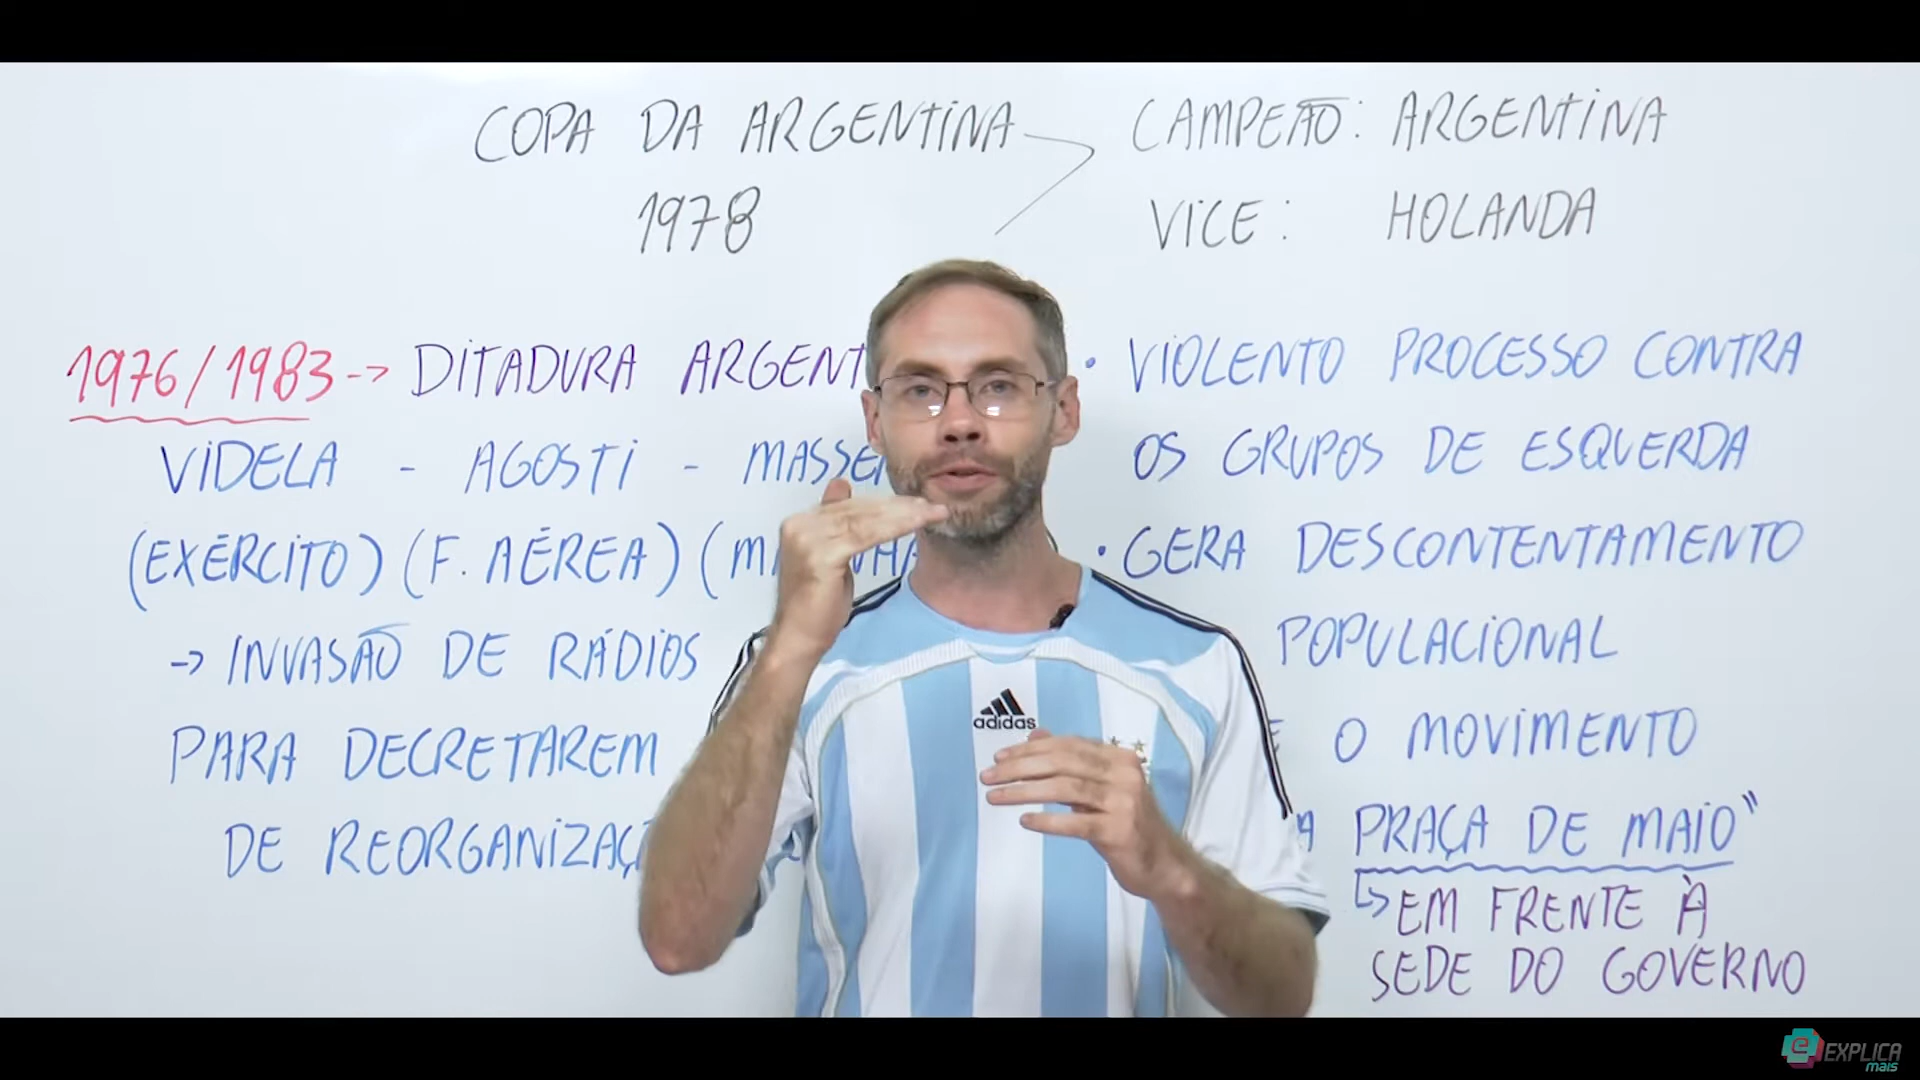 COPA DA ARGENTINA
1978
CAMPEÃO: ARGENTINA
VICE: HOLANDA
1976/1983 -> DITADURA
VIDELA - AGOSTI -
(EXÉRCITO) (F. AÉREA)
-> INVASÃO DE RÁDIOS
PARA DECRETAREM
DE
• VIOLENTO PROCESSO CONTRA
OS GRUPOS DE ESQUERDA
• GERA DESCONTENTAMENTO
POPULACIONAL
O MOVIMENTO
PRAÇA DE MAIO"
↳ EM FRENTE À
SEDE DO GOVERNO
adidas
e EXPLICA
mais